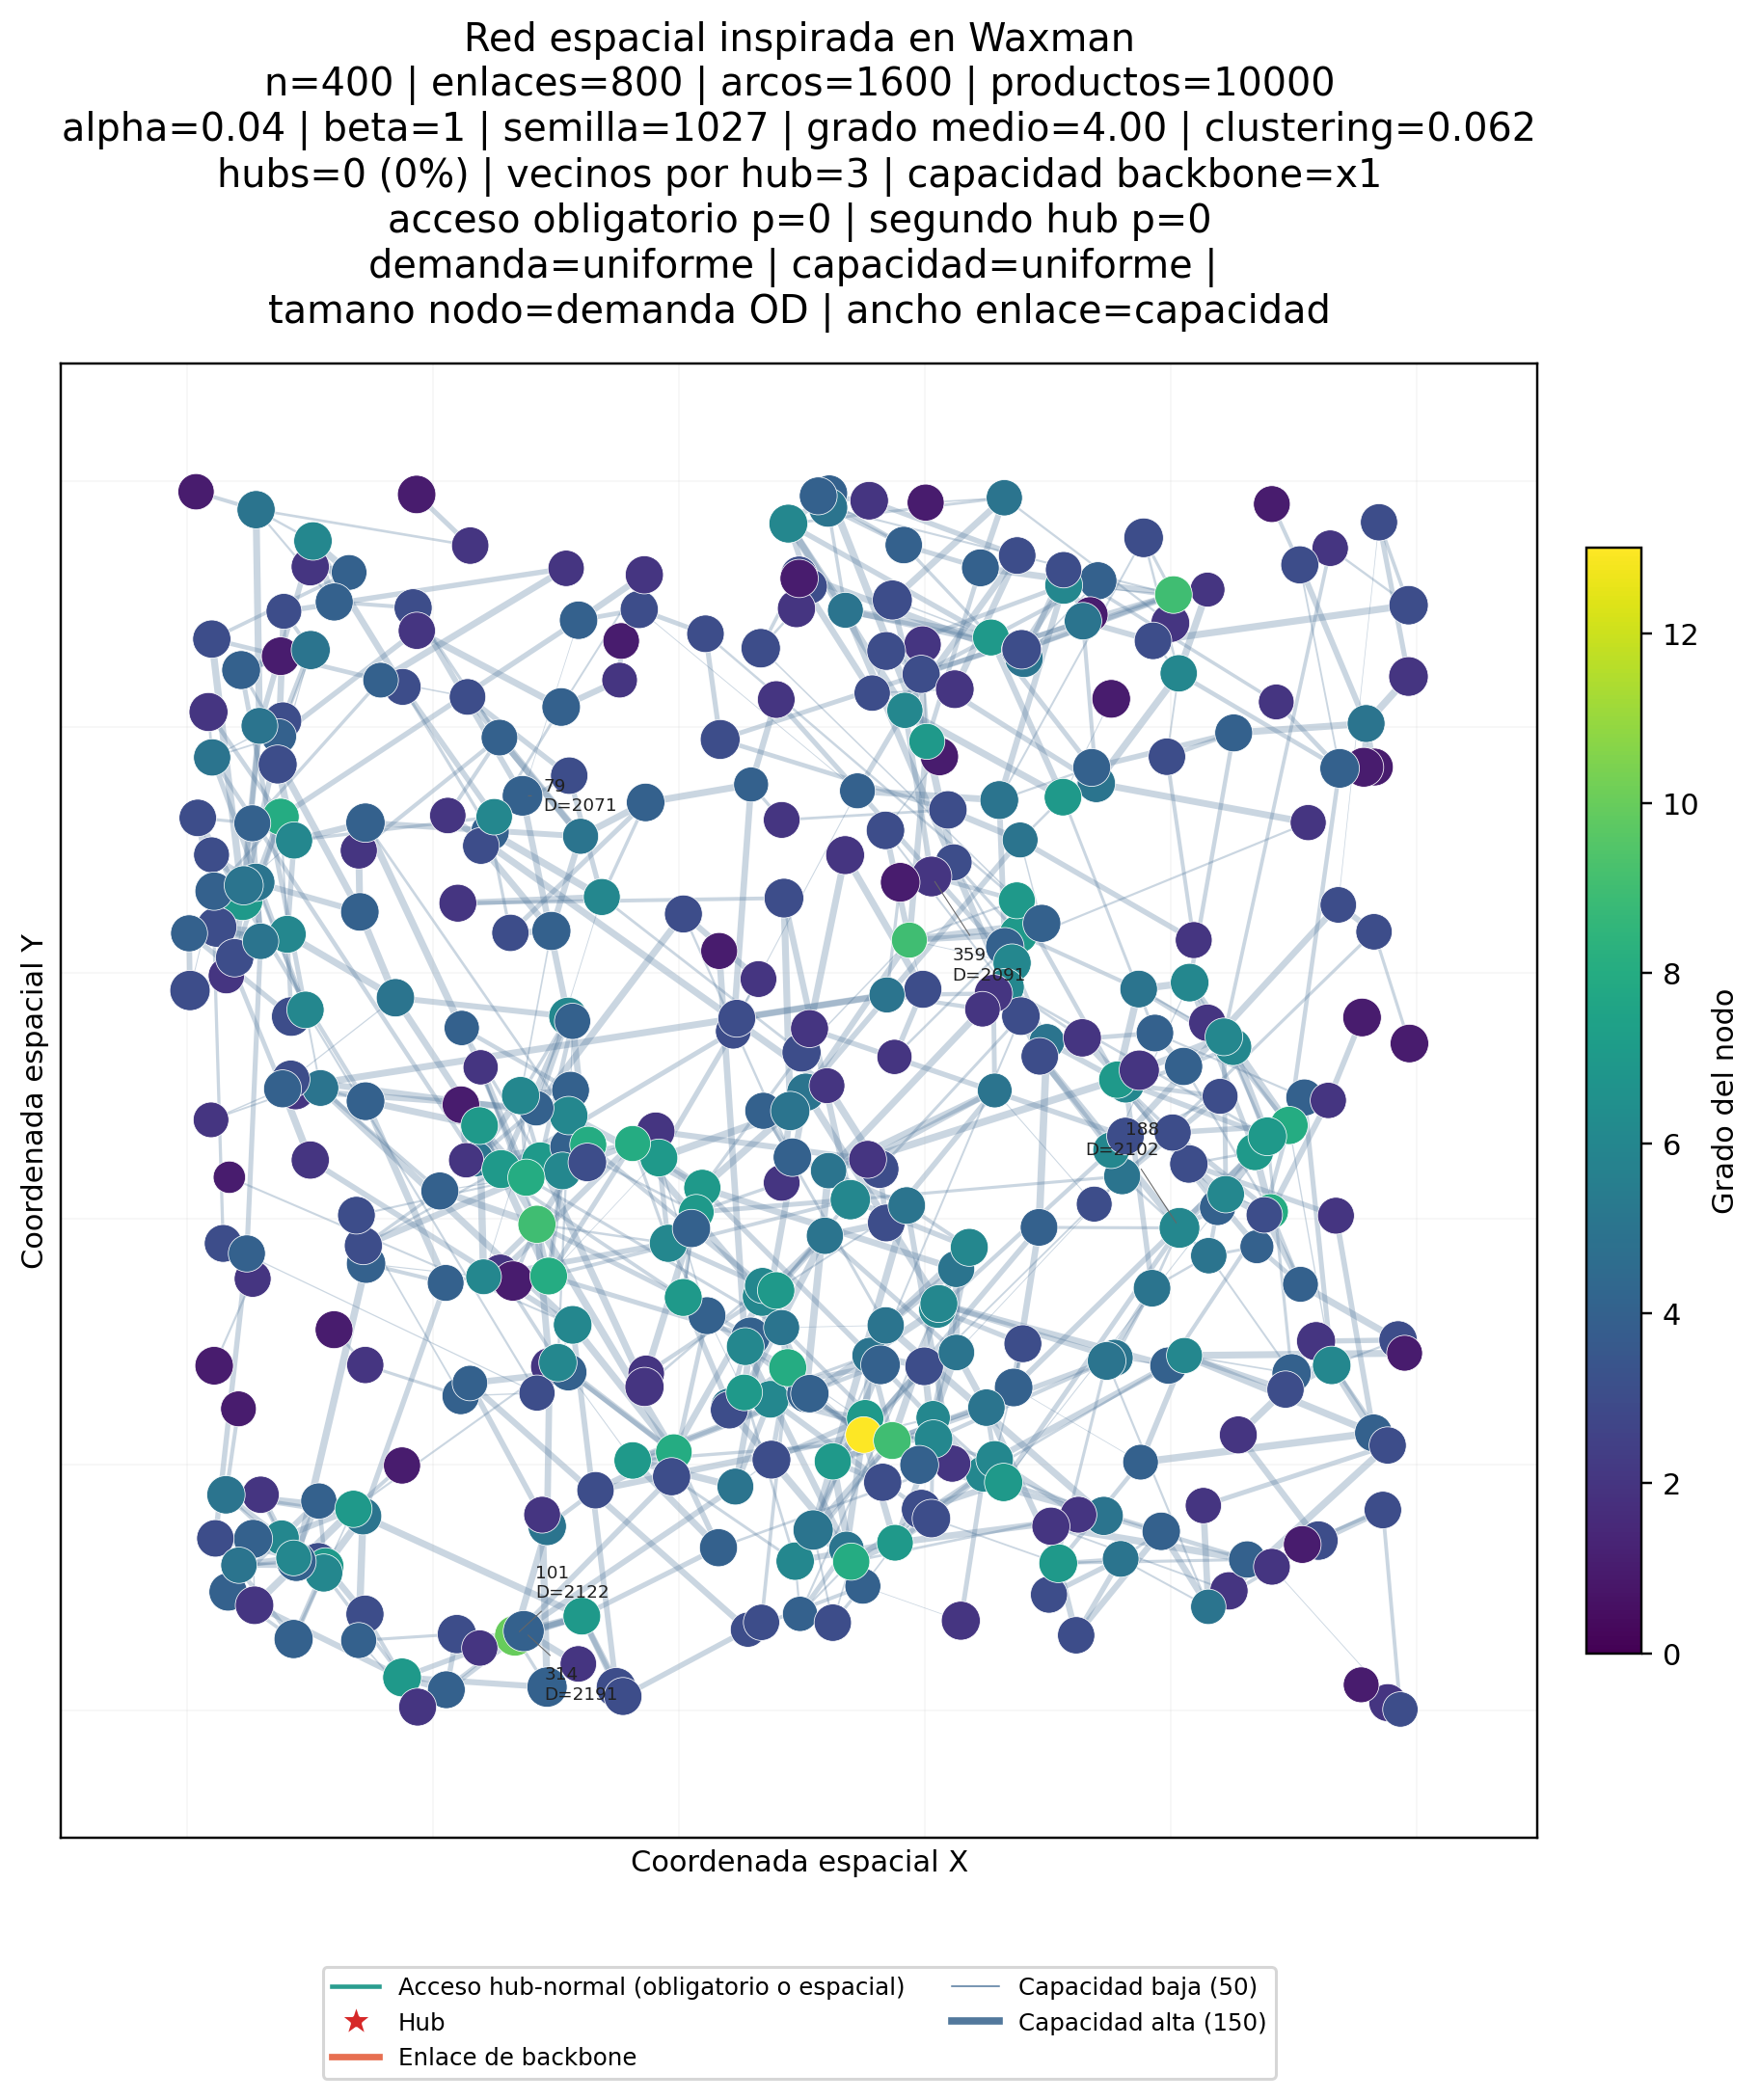 Red espacial inspirada en Waxman
n=400 | enlaces=800 | arcos=1600 | productos=10000
alpha=0.04 | beta=1 | semilla=1027 | grado medio=4.00 | clustering=0.062
hubs=0 (0%) | vecinos por hub=3 | capacidad backbone=x1
acceso obligatorio p=0 | segundo hub p=0
demanda=uniforme | capacidad=uniforme |
tamano nodo=demanda OD | ancho enlace=capacidad
79
D=2071
359
D=2091
188
D=2102
101
D=2122
314
D=2191
Coordenada espacial Y
Coordenada espacial X
12
10
8
6
4
2
0
Grado del nodo
Acceso hub-normal (obligatorio o espacial)
Hub
Enlace de backbone
Capacidad baja (50)
Capacidad alta (150)